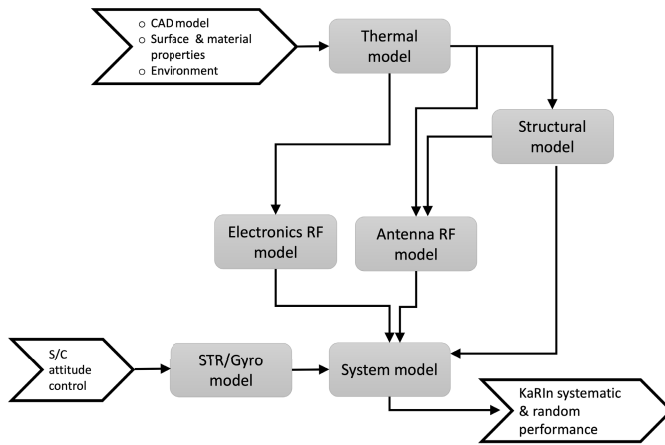 ○ CAD model
○ Surface & material
properties
○ Environment
Thermal
model
Structural
model
Electronics RF
model
Antenna RF
model
S/C
attitude
control
STR/Gyro
model
System model
KaRIn systematic
& random
performance